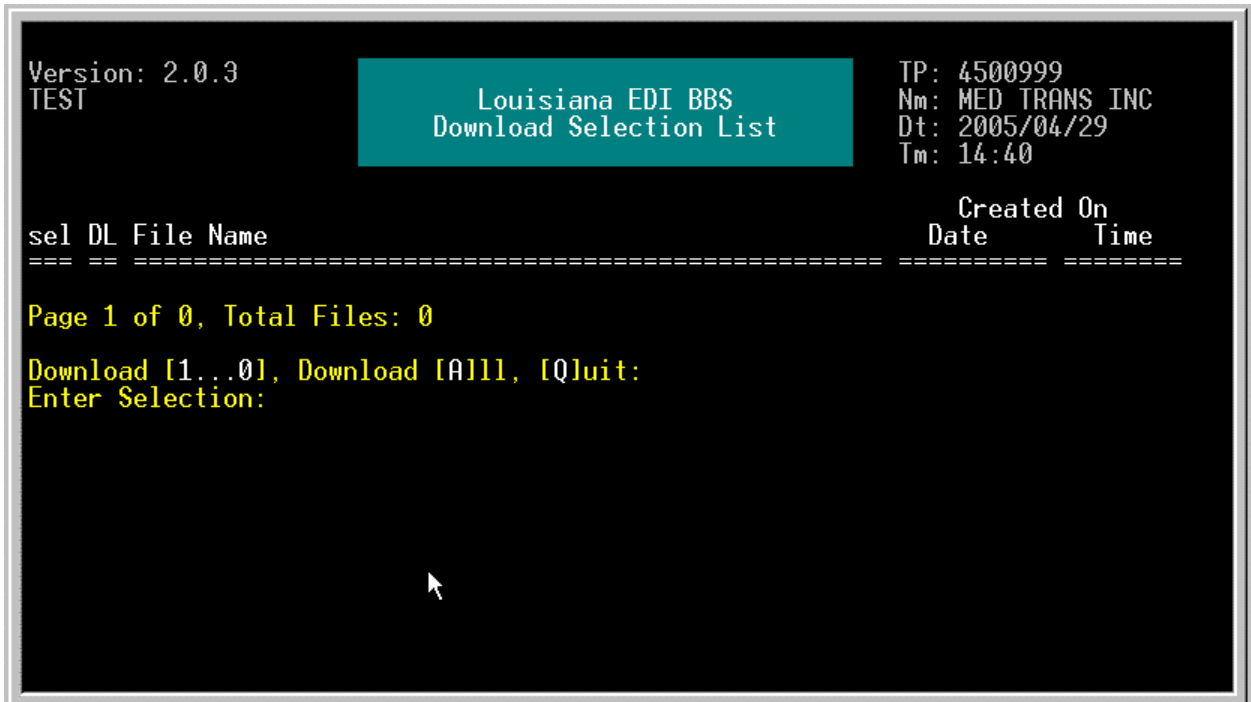 Version: 2.0.3
TEST
Louisiana EDI BBS
Download Selection List
TP: 4500999
Nm: MED TRANS INC
Dt: 2005/04/29
Tm: 14:40
Created On
sel DL File Name Date Time
=== == ================================================== ========== ========
Page 1 of 0, Total Files: 0
Download [1...0], Download [A]ll, [Q]uit:
Enter Selection: